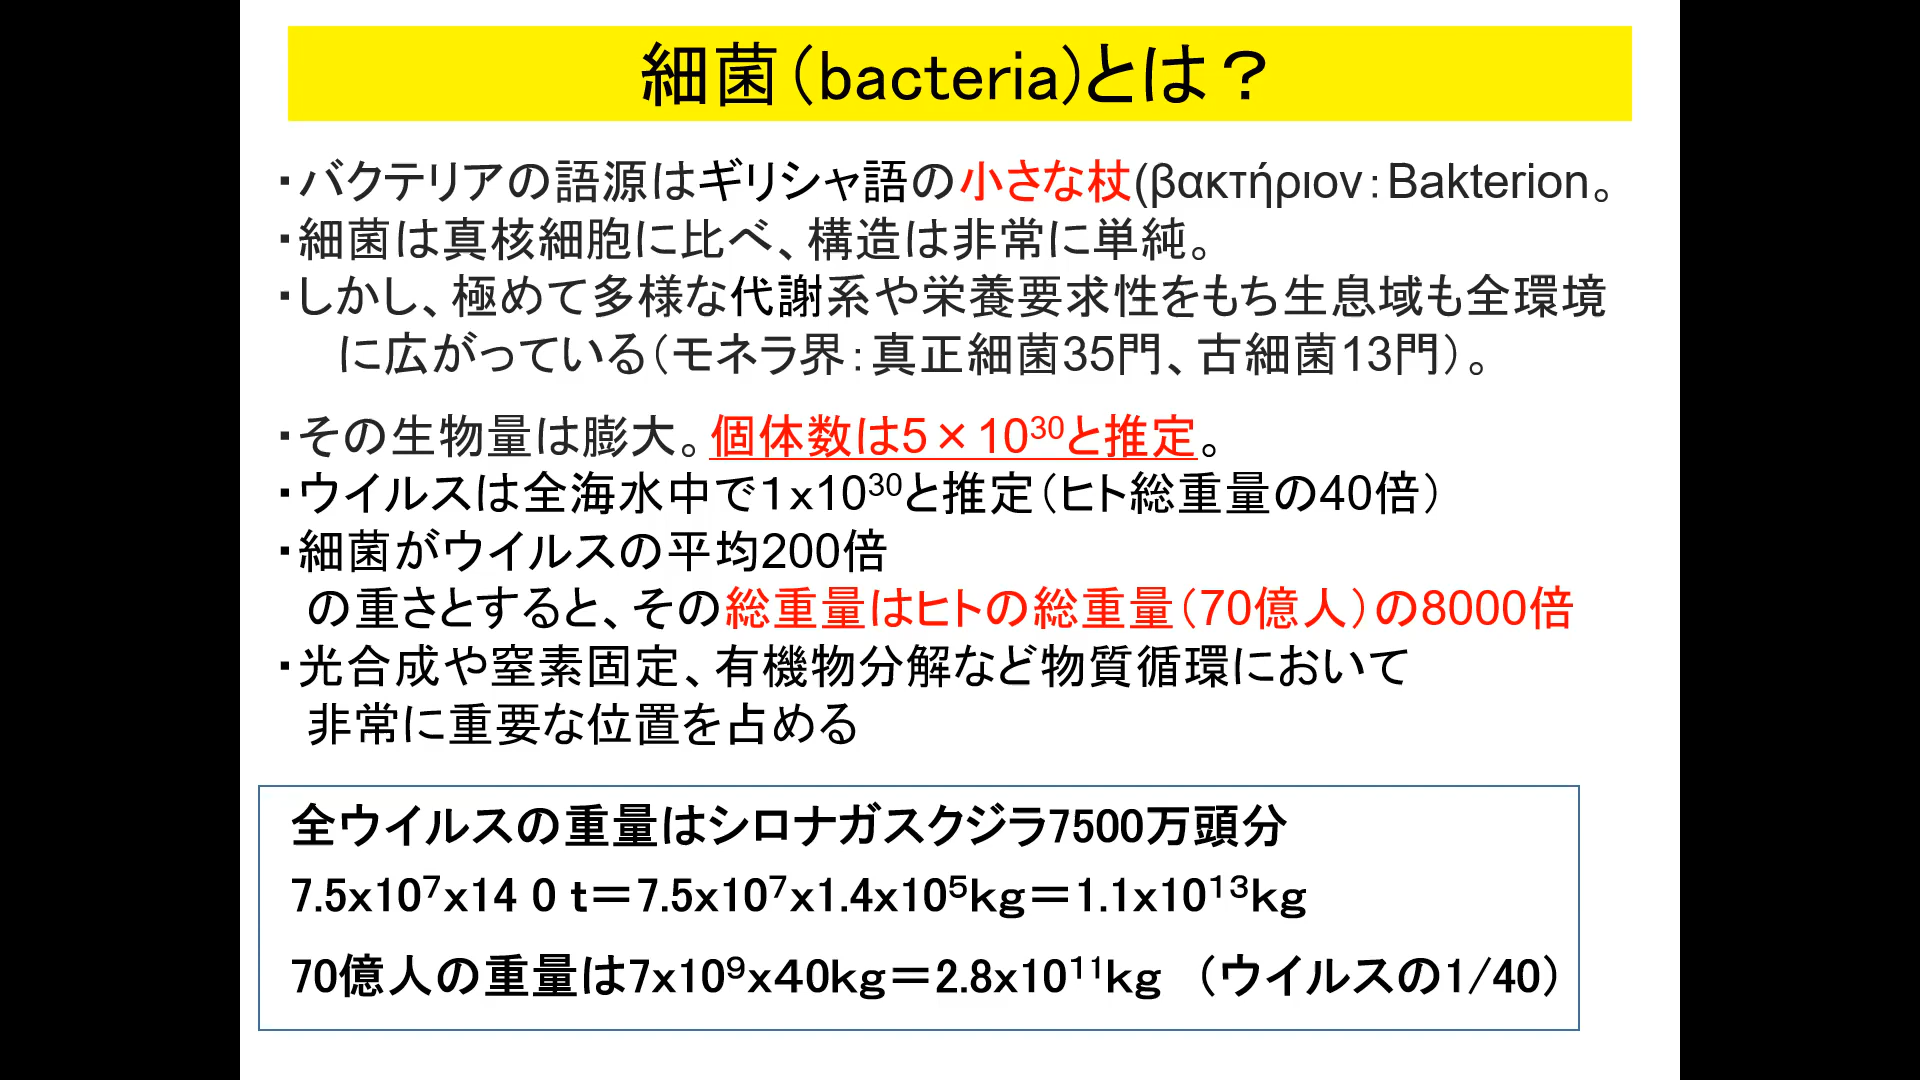 細菌（bacteria)とは？
・バクテリアの語源はギリシャ語の小さな杖(βακτήριον：Bakterion。
・細菌は真核細胞に比べ、構造は非常に単純。
・しかし、極めて多様な代謝系や栄養要求性をもち生息域も全環境
に広がっている（モネラ界：真正細菌35門、古細菌13門）。
・その生物量は膨大。個体数は5×10³⁰と推定。
・ウイルスは全海水中で１x10³⁰と推定（ヒト総重量の40倍）
・細菌がウイルスの平均200倍
の重さとすると、その総重量はヒトの総重量（70億人）の8000倍
・光合成や窒素固定、有機物分解など物質循環において
非常に重要な位置を占める
全ウイルスの重量はシロナガスクジラ7500万頭分
7.5x10⁷x14０t＝7.5x10⁷x1.4x10⁵kg＝1.1x10¹³kg
70億人の重量は7x10⁹x40kg＝2.8x10¹¹kg （ウイルスの1/40）